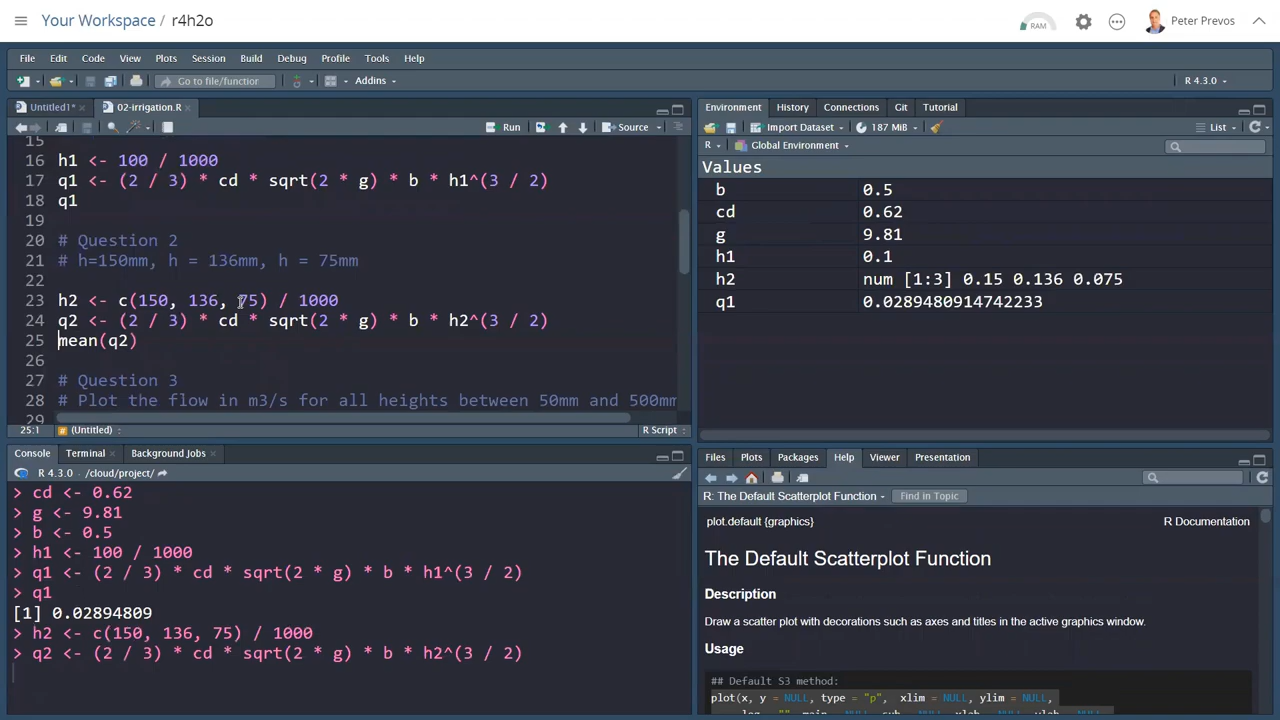 Your Workspace / r4h2o
RAM
Peter Prevos
File Edit Code View Plots Session Build Debug Profile Tools Help
Go to file/function Addins R 4.3.0
Untitled1* 02-irrigation.R
Run Source
15
16 h1 <- 100 / 1000
17 q1 <- (2 / 3) * cd * sqrt(2 * g) * b * h1^(3 / 2)
18 q1
19
20 # Question 2
21 # h=150mm, h = 136mm, h = 75mm
22
23 h2 <- c(150, 136, 75) / 1000
24 q2 <- (2 / 3) * cd * sqrt(2 * g) * b * h2^(3 / 2)
25 mean(q2)
26
27 # Question 3
28 # Plot the flow in m3/s for all heights between 50mm and 500mm
29
25:1 # (Untitled) R Script
Console Terminal Background Jobs
R 4.3.0 · /cloud/project/
> cd <- 0.62
> g <- 9.81
> b <- 0.5
> h1 <- 100 / 1000
> q1 <- (2 / 3) * cd * sqrt(2 * g) * b * h1^(3 / 2)
> q1
[1] 0.02894809
> h2 <- c(150, 136, 75) / 1000
> q2 <- (2 / 3) * cd * sqrt(2 * g) * b * h2^(3 / 2)
Environment History Connections Git Tutorial
Import Dataset 187 MiB List
R Global Environment
Values
b 0.5
cd 0.62
g 9.81
h1 0.1
h2 num [1:3] 0.15 0.136 0.075
q1 0.0289480914742233
Files Plots Packages Help Viewer Presentation
R: The Default Scatterplot Function Find in Topic
plot.default {graphics} R Documentation
The Default Scatterplot Function
Description
Draw a scatter plot with decorations such as axes and titles in the active graphics window.
Usage
## Default S3 method:
plot(x, y = NULL, type = "p", xlim = NULL, ylim = NULL,